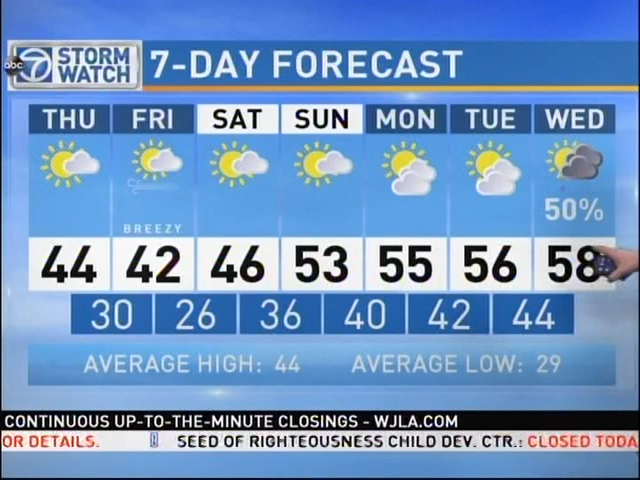 abc 7 STORM WATCH
7-DAY FORECAST
THU FRI SAT SUN MON TUE WED
50%
BREEZY
44 42 46 53 55 56 58
30 26 36 40 42 44
AVERAGE HIGH: 44 AVERAGE LOW: 29
CONTINUOUS UP-TO-THE-MINUTE CLOSINGS - WJLA.COM
OR DETAILS. SEED OF RIGHTEOUSNESS CHILD DEV. CTR.: CLOSED TODA